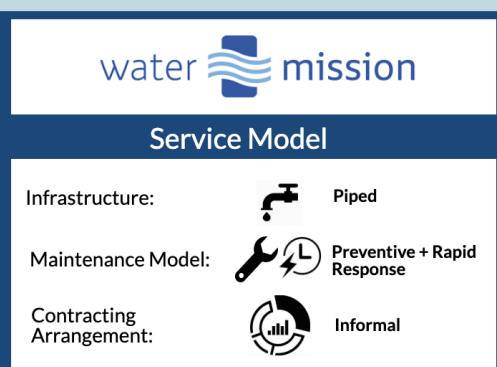 water mission
Service Model
Infrastructure: Piped
Maintenance Model: Preventive + Rapid
Response
Contracting
Arrangement: Informal